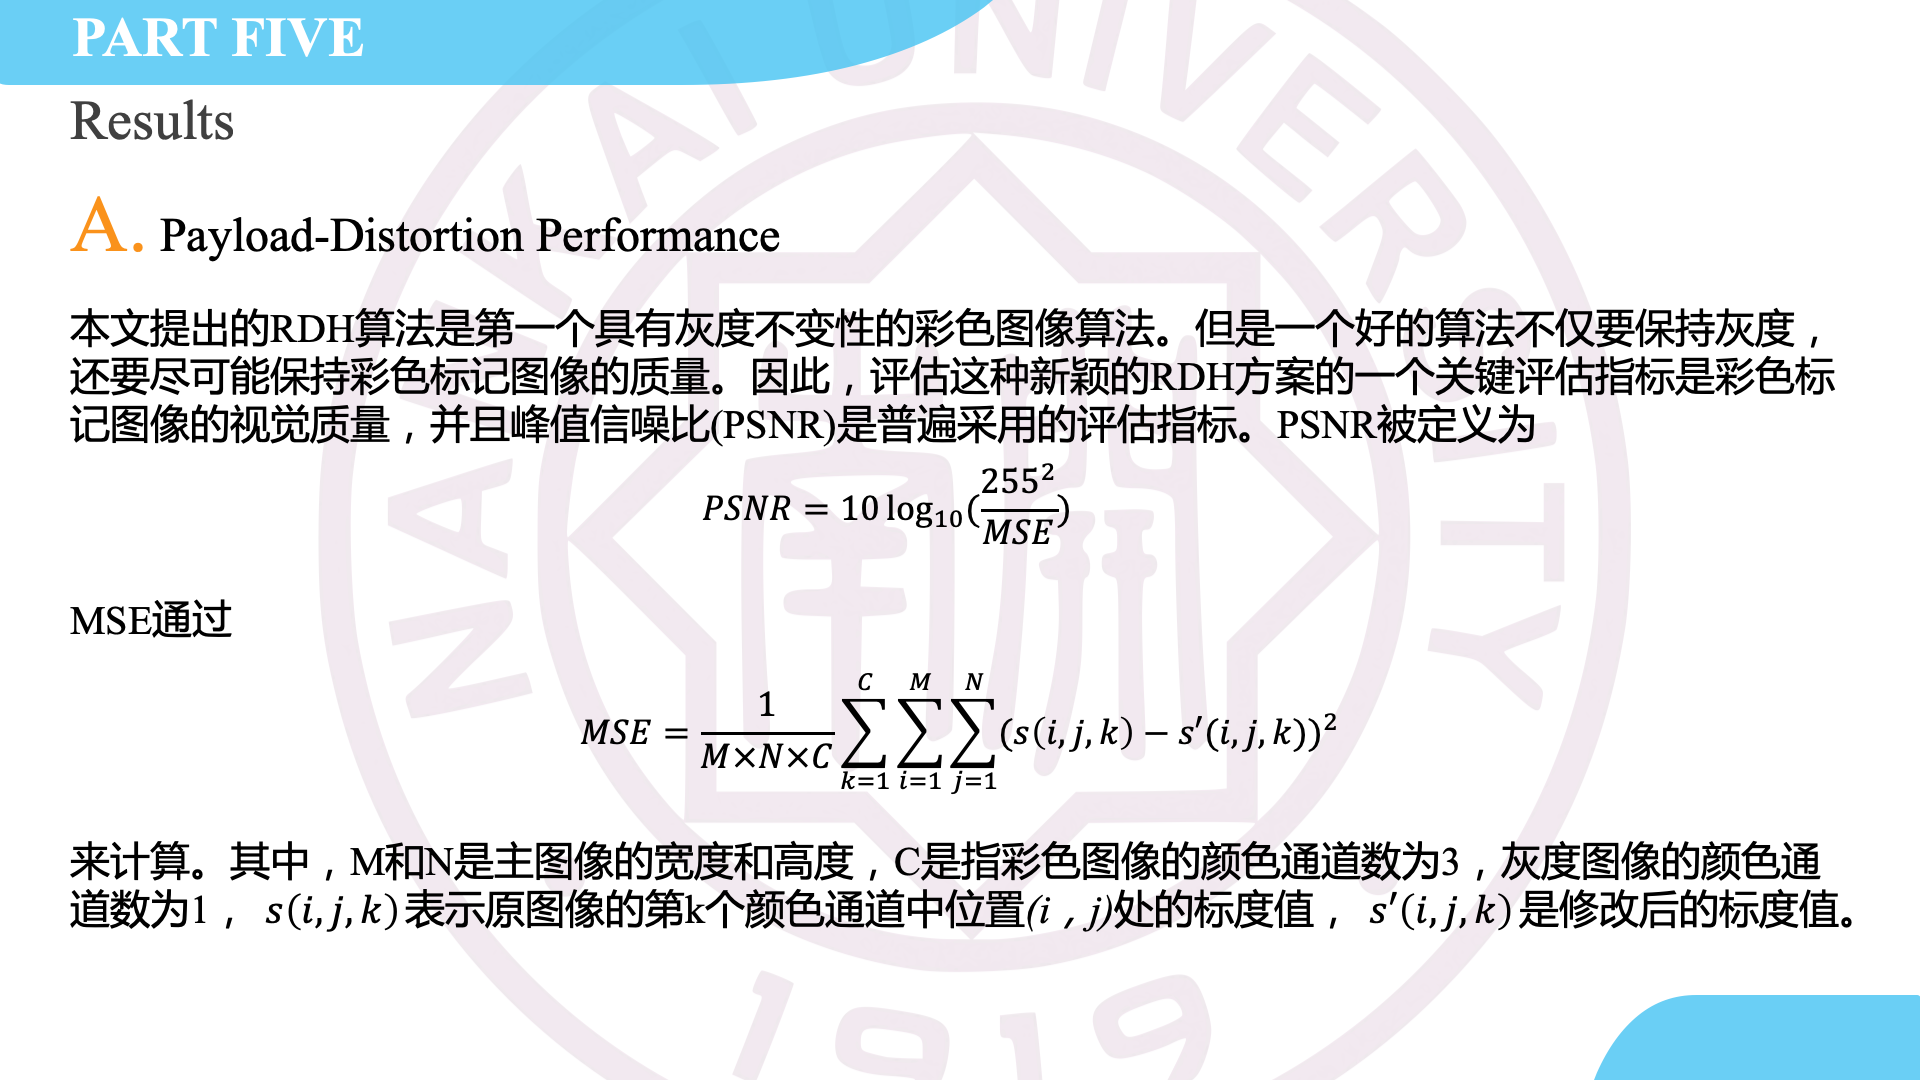 PART FIVE
Results
A. Payload-Distortion Performance
本文提出的RDH算法是第一个具有灰度不变性的彩色图像算法。但是一个好的算法不仅要保持灰度，
还要尽可能保持彩色标记图像的质量。因此，评估这种新颖的RDH方案的一个关键评估指标是彩色标
记图像的视觉质量，并且峰值信噪比(PSNR)是普遍采用的评估指标。PSNR被定义为
PSNR = 10 log₁₀(255²/MSE)
MSE通过
MSE = 1/(M×N×C) ∑_{k=1}^{C} ∑_{i=1}^{M} ∑_{j=1}^{N} (s(i,j,k) − s′(i,j,k))²
来计算。其中，M和N是主图像的宽度和高度，C是指彩色图像的颜色通道数为3，灰度图像的颜色通
道数为1， s(i,j,k)表示原图像的第k个颜色通道中位置(i，j)处的标度值， s′(i,j,k)是修改后的标度值。
NANKAI UNIVERSITY
南开
1919